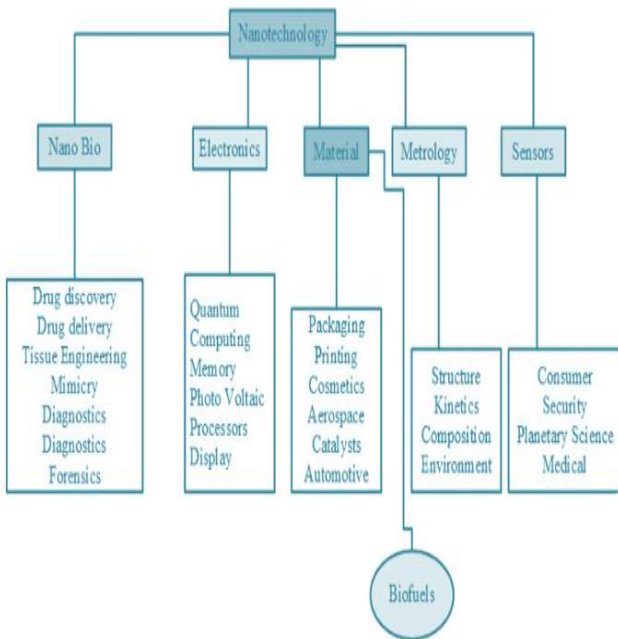 Nanotechnology
Nano Bio
Electronics
Material
Metrology
Sensors
Drug discovery
Drug delivery
Tissue Engineering
Mimicry
Diagnostics
Diagnostics
Forensics
Quantum
Computing
Memory
Photo Voltaic
Processors
Display
Packaging
Printing
Cosmetics
Aerospace
Catalysts
Automotive
Structure
Kinetics
Composition
Environment
Consumer
Security
Planetary Science
Medical
Biofuels